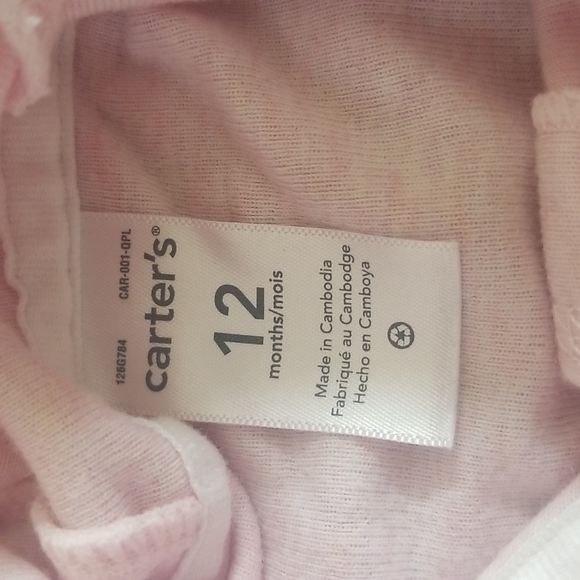 126G784 CAR-001-QPL
carter's®
12
months/mois
Made in Cambodia
Fabriqué au Cambodge
Hecho en Camboya